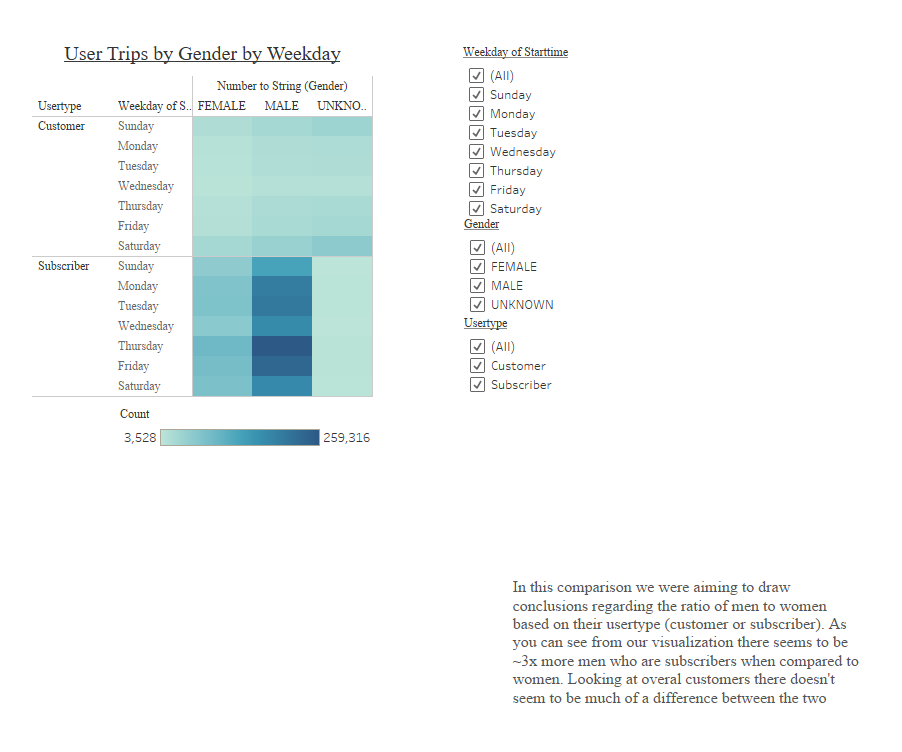 User Trips by Gender by Weekday
Number to String (Gender)
Usertype Weekday of S.. FEMALE MALE UNKNO..
Customer Sunday
Monday
Tuesday
Wednesday
Thursday
Friday
Saturday
Subscriber Sunday
Monday
Tuesday
Wednesday
Thursday
Friday
Saturday
Count
3,528 259,316
Weekday of Starttime
(All)
Sunday
Monday
Tuesday
Wednesday
Thursday
Friday
Saturday
Gender
(All)
FEMALE
MALE
UNKNOWN
Usertype
(All)
Customer
Subscriber
In this comparison we were aiming to draw
conclusions regarding the ratio of men to women
based on their usertype (customer or subscriber). As
you can see from our visualization there seems to be
~3x more men who are subscribers when compared to
women. Looking at overal customers there doesn't
seem to be much of a difference between the two